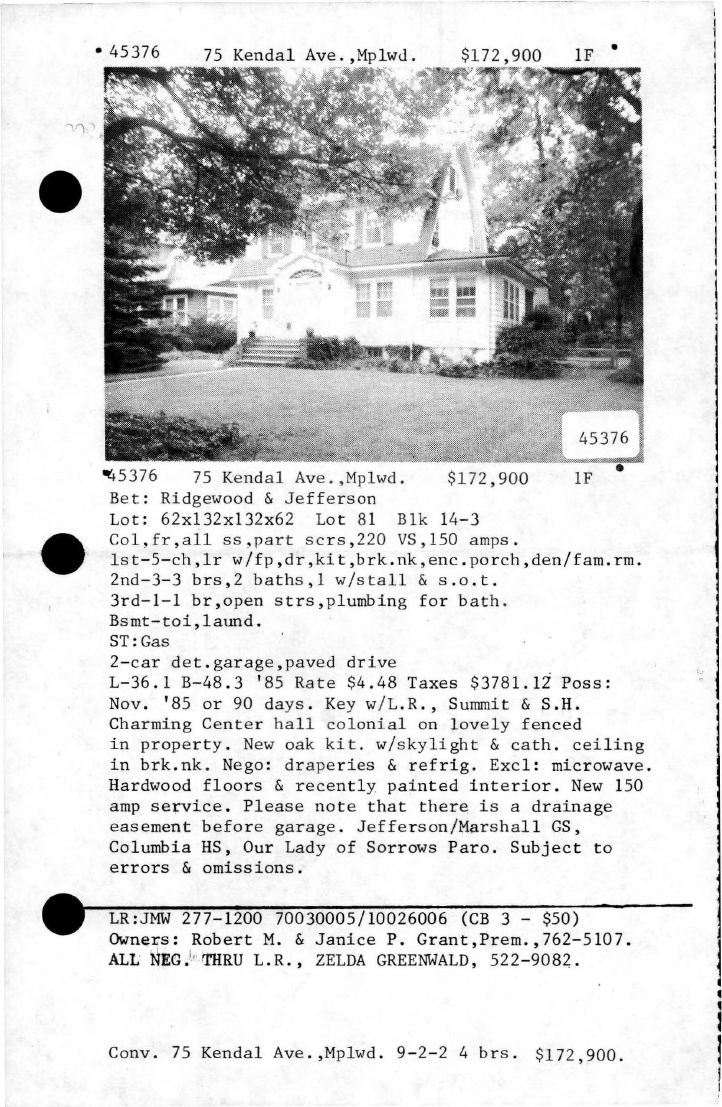 45376 75 Kendal Ave.,Mplwd. $172,900 1F
45376
45376 75 Kendal Ave.,Mplwd. $172,900 1F
Bet: Ridgewood & Jefferson
Lot: 62x132x132x62 Lot 81 Blk 14-3
Col,fr,all ss,part scrs,220 VS,150 amps.
1st-5-ch,lr w/fp,dr,kit,brk.nk,enc.porch,den/fam.rm.
2nd-3-3 brs,2 baths,1 w/stall & s.o.t.
3rd-1-1 br,open strs,plumbing for bath.
Bsmt-toi,laund.
ST:Gas
2-car det.garage,paved drive
L-36.1 B-48.3 '85 Rate $4.48 Taxes $3781.12 Poss:
Nov. '85 or 90 days. Key w/L.R., Summit & S.H.
Charming Center hall colonial on lovely fenced
in property. New oak kit. w/skylight & cath. ceiling
in brk.nk. Nego: draperies & refrig. Excl: microwave.
Hardwood floors & recently painted interior. New 150
amp service. Please note that there is a drainage
easement before garage. Jefferson/Marshall GS,
Columbia HS, Our Lady of Sorrows Paro. Subject to
errors & omissions.
LR:JMW 277-1200 70030005/10026006 (CB 3 - $50)
Owners: Robert M. & Janice P. Grant,Prem.,762-5107.
ALL NEG. THRU L.R., ZELDA GREENWALD, 522-9082.
Conv. 75 Kendal Ave.,Mplwd. 9-2-2 4 brs. $172,900.